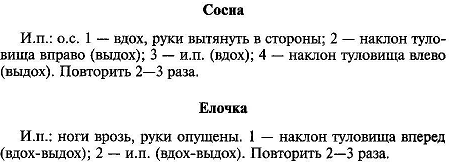 Сосна
И.п.: о.с. 1 — вдох, руки вытянуть в стороны; 2 — наклон туло-
вища вправо (выдох); 3 — и.п. (вдох); 4 — наклон туловища влево
(выдох). Повторить 2—3 раза.
Елочка
И.п.: ноги врозь, руки опущены. 1 — наклон туловища вперед
(вдох-выдох); 2 — и.п. (вдох-выдох). Повторить 2—3 раза.